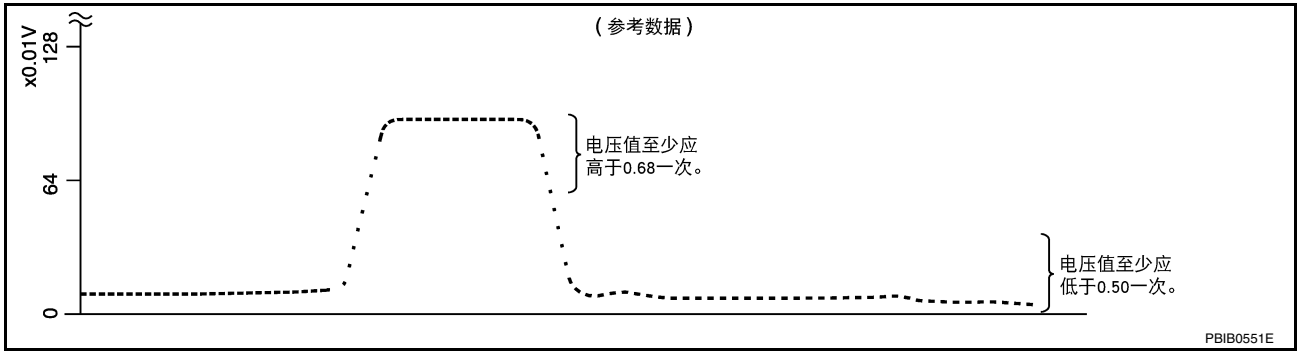 (参考数据)
x0.01V
128
64
0
电压值至少应
高于0.68一次。
电压值至少应
低于0.50一次。
PBIB0551E